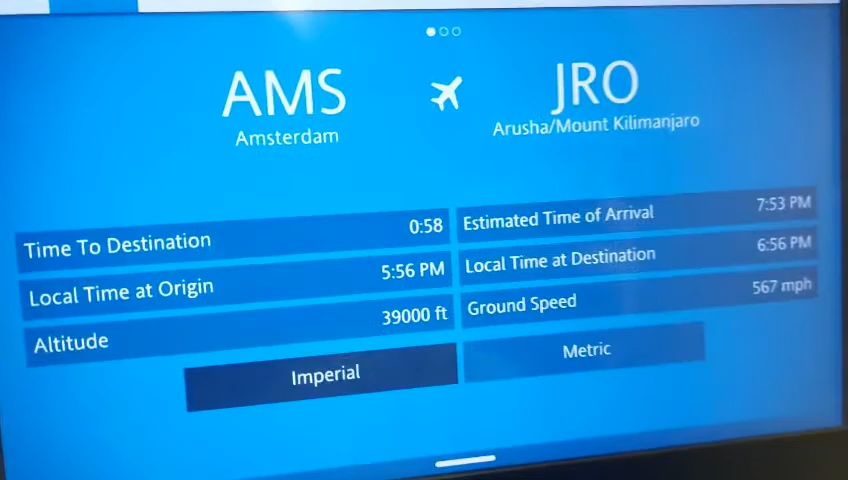 AMS
Amsterdam
JRO
Arusha/Mount Kilimanjaro
Time To Destination 0:58
Estimated Time of Arrival 7:53 PM
Local Time at Origin 5:56 PM
Local Time at Destination 6:56 PM
Altitude 39000 ft
Ground Speed 567 mph
Imperial
Metric